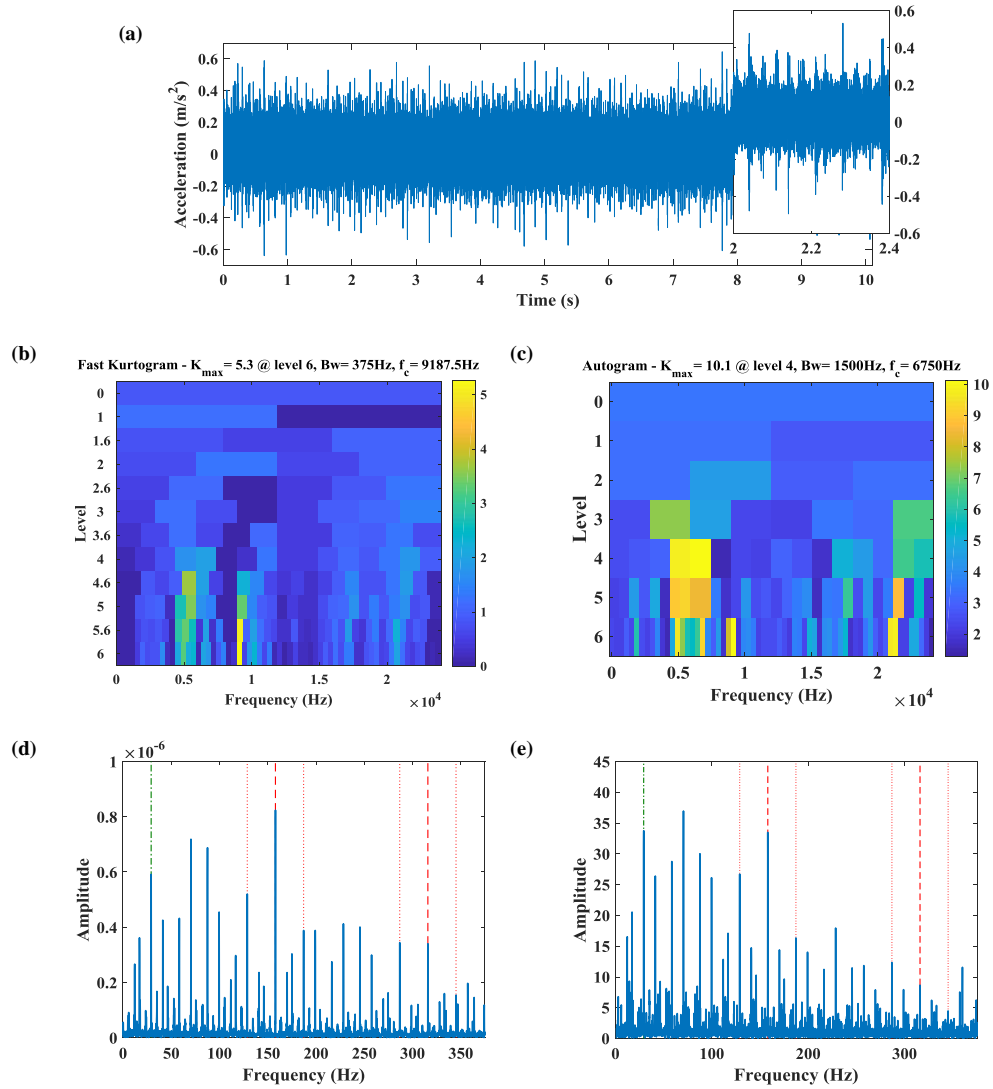 (a)
Acceleration (m/s²)
0.6
0.4
0.2
0
-0.2
-0.4
-0.6
0 1 2 3 4 5 6 7 8 9 10
Time (s)
0.6
0.4
0.2
0
-0.2
-0.4
-0.6
2 2.2 2.4
(b)
Fast Kurtogram - K_max = 5.3 @ level 6, Bw= 375Hz, f_c = 9187.5Hz
Level
0
1
1.6
2
2.6
3
3.6
4
4.6
5
5.6
6
0 0.5 1 1.5 2
×10⁴
Frequency (Hz)
5
4
3
2
1
0
(c)
Autogram - K_max = 10.1 @ level 4, Bw= 1500Hz, f_c = 6750Hz
Level
0
1
2
3
4
5
6
0 0.5 1 1.5 2
×10⁴
Frequency (Hz)
10
9
8
7
6
5
4
3
2
(d)
×10⁻⁶
Amplitude
1
0.8
0.6
0.4
0.2
0
0 50 100 150 200 250 300 350
Frequency (Hz)
(e)
Amplitude
45
40
35
30
25
20
15
10
5
0
0 100 200 300
Frequency (Hz)